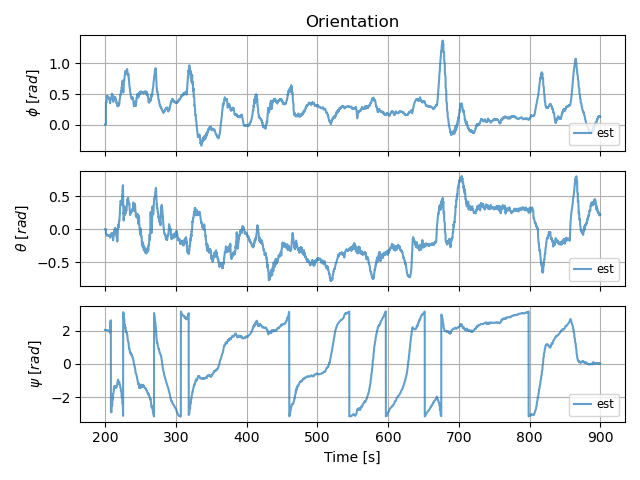 Orientation
ϕ [rad]
1.0
0.5
0.0
est
θ [rad]
0.5
0.0
−0.5
est
ψ [rad]
2
0
−2
est
200 300 400 500 600 700 800 900
Time [s]